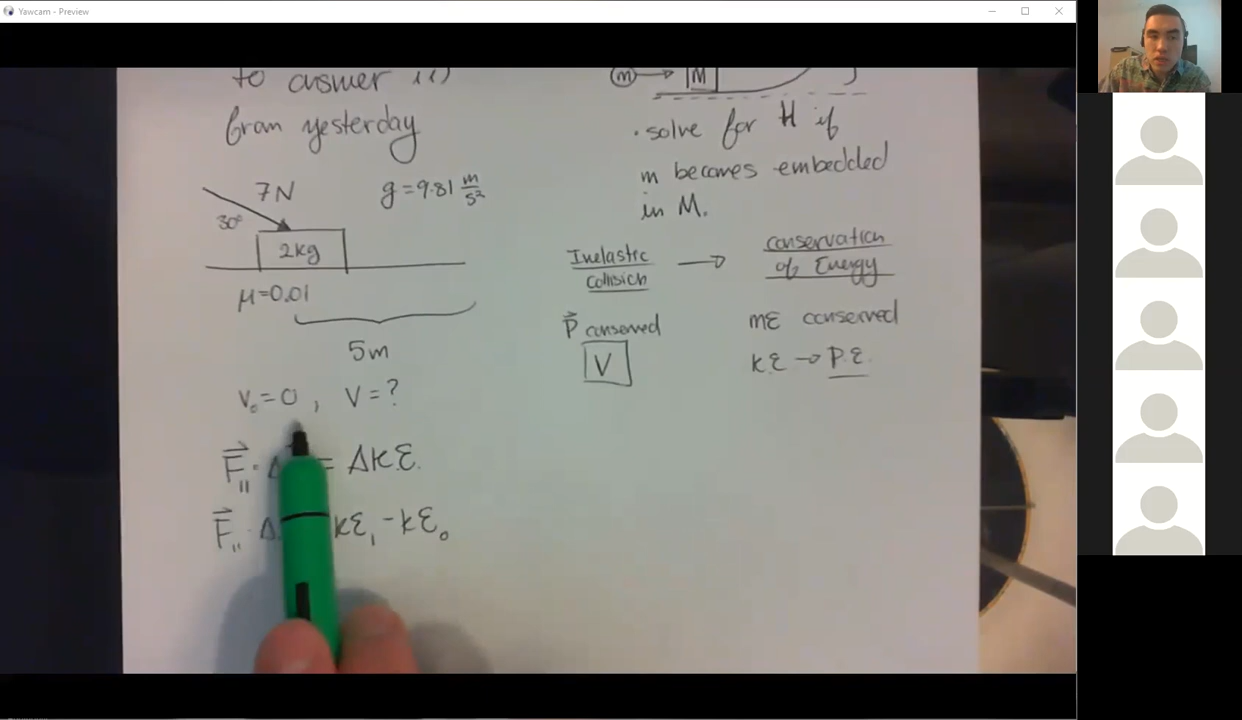 Yawcam - Preview
to answer ii)
from yesterday
7N
g = 9.81 m/s²
30°
2kg
μ=0.01
5m
V₀=0 , V=?
F⃗∥ · Δ = ΔKE.
F⃗∥ · Δ KE₁ - KE₀
m → M
· solve for H if
m becomes embedded
in M.
Inelastic
Collision
→
conservation
of Energy
P⃗ conserved
V
mE conserved
KE → P.E.